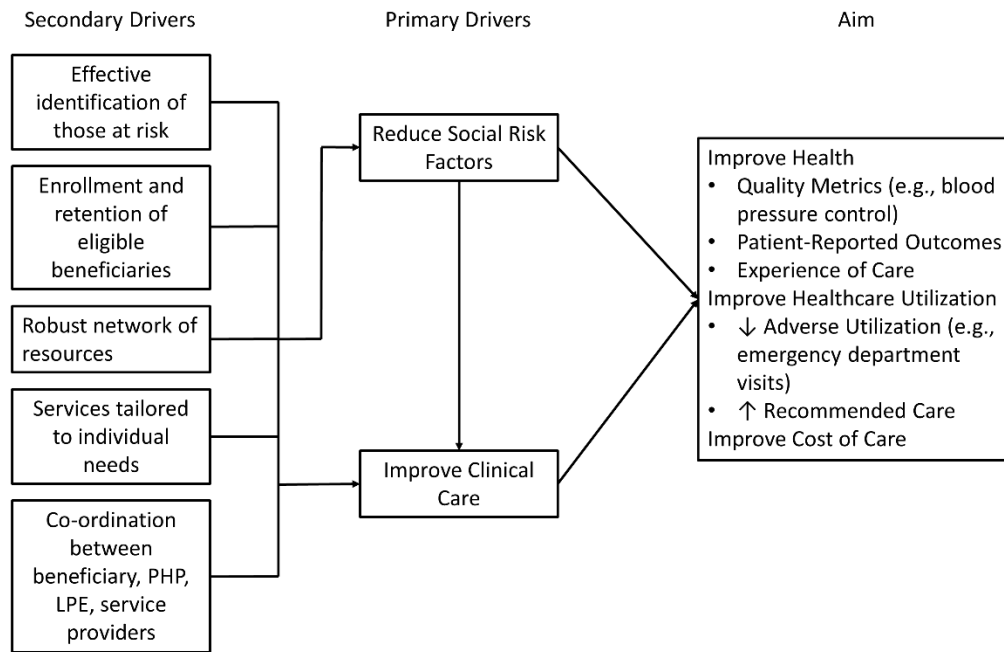 Secondary Drivers
Primary Drivers
Aim
Effective
identification of
those at risk
Enrollment and
retention of
eligible
beneficiaries
Robust network of
resources
Services tailored
to individual
needs
Co-ordination
between
beneficiary, PHP,
LPE, service
providers
Reduce Social Risk
Factors
Improve Clinical
Care
Improve Health
• Quality Metrics (e.g., blood
pressure control)
• Patient-Reported Outcomes
• Experience of Care
Improve Healthcare Utilization
• ↓ Adverse Utilization (e.g.,
emergency department
visits)
• ↑ Recommended Care
Improve Cost of Care